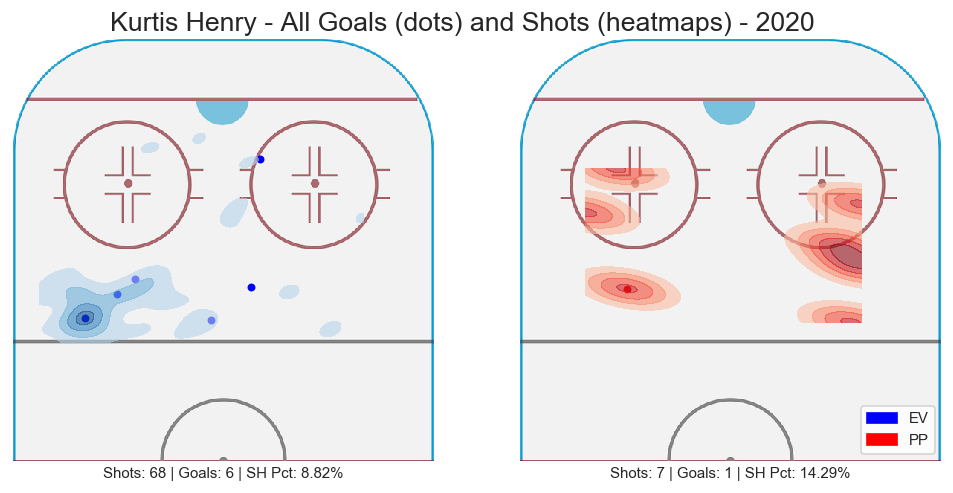 Kurtis Henry - All Goals (dots) and Shots (heatmaps) - 2020
EV
PP
Shots: 68 | Goals: 6 | SH Pct: 8.82%
Shots: 7 | Goals: 1 | SH Pct: 14.29%